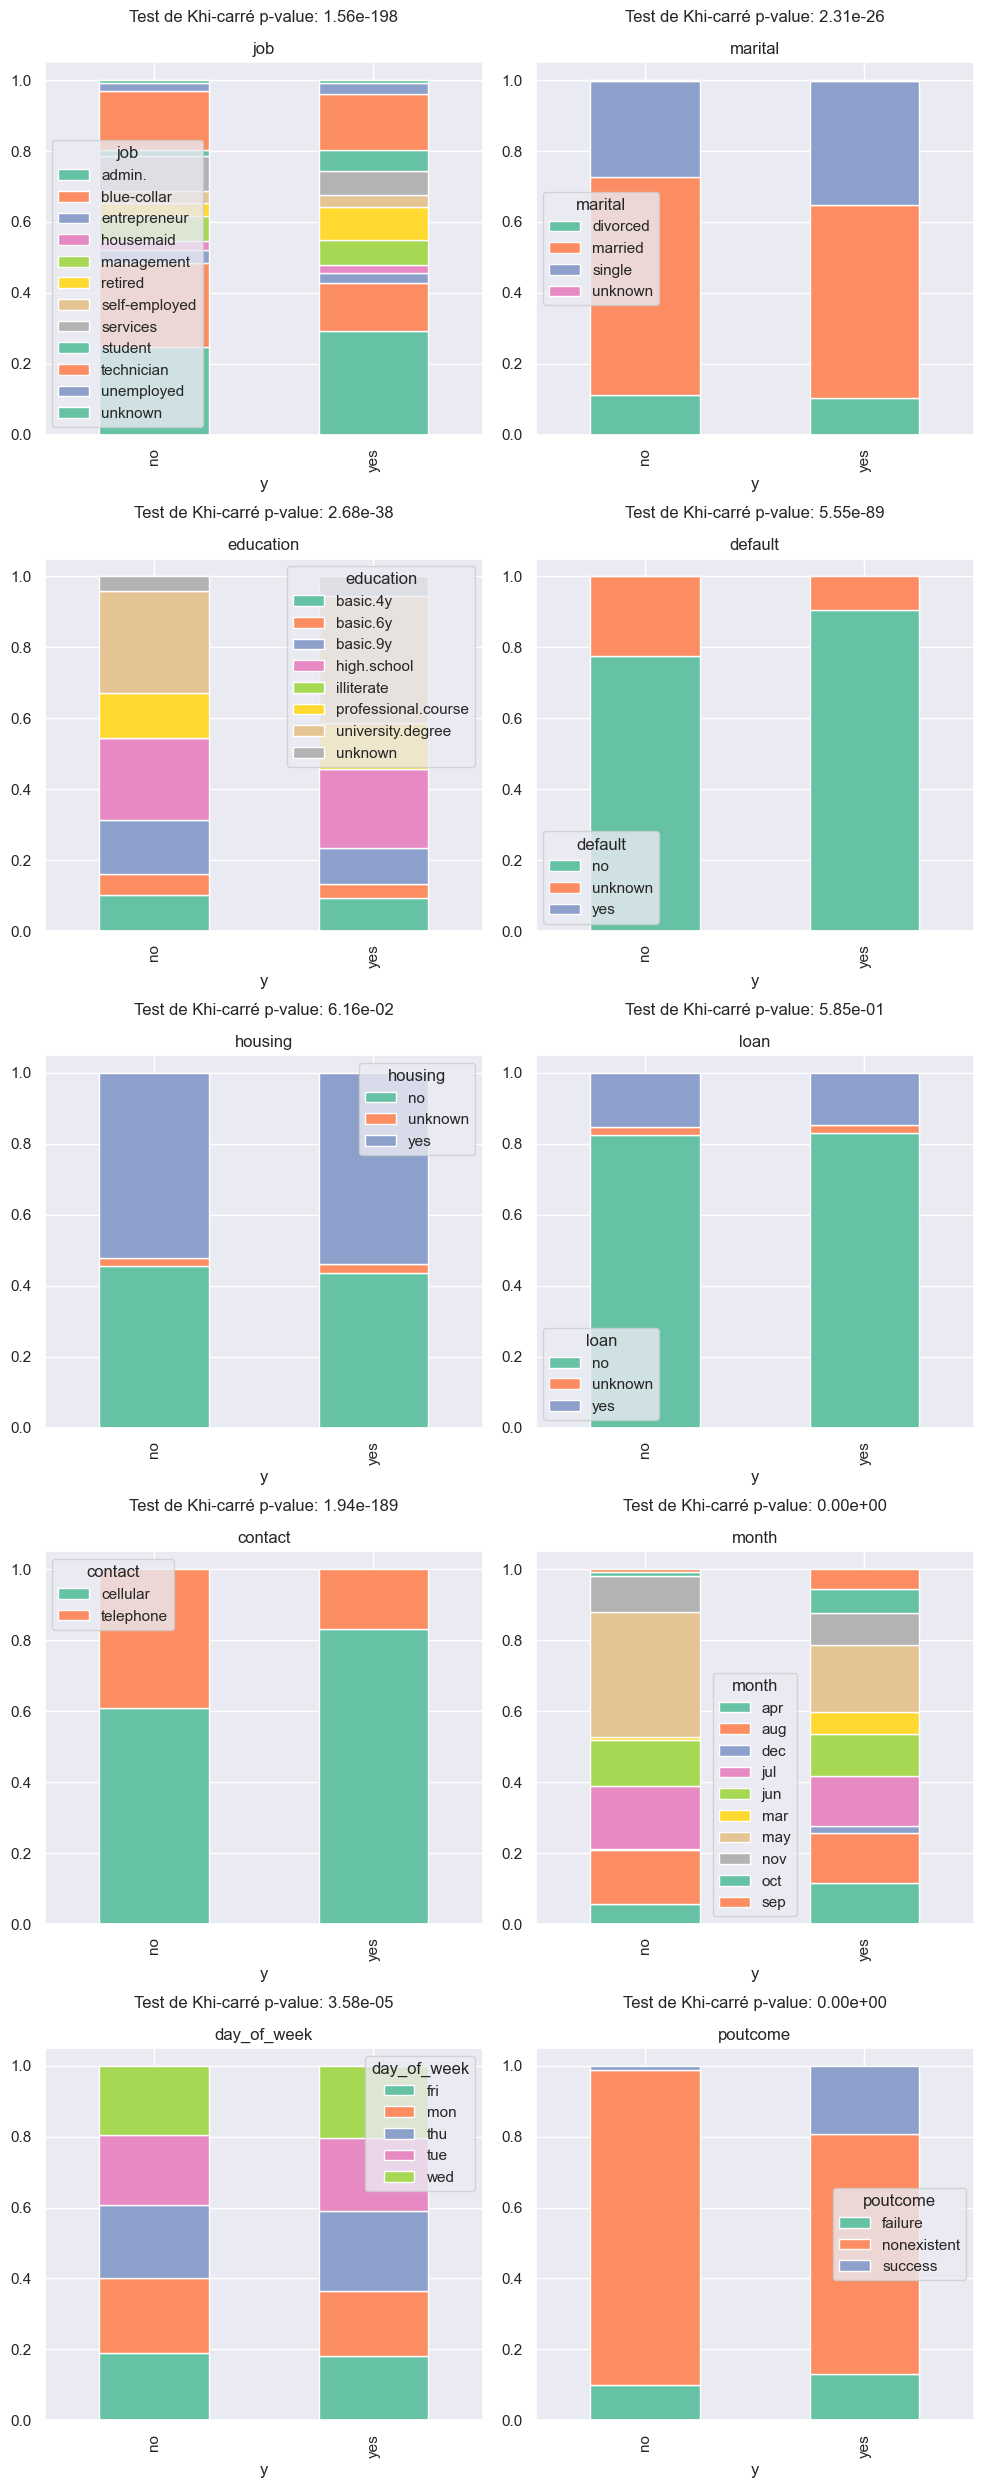 Test de Khi-carré p-value: 1.56e-198
job
1.0
0.8
0.6
0.4
0.2
0.0
job
admin.
blue-collar
entrepreneur
housemaid
management
retired
self-employed
services
student
technician
unemployed
unknown
no
yes
y
Test de Khi-carré p-value: 2.31e-26
marital
1.0
0.8
0.6
0.4
0.2
0.0
marital
divorced
married
single
unknown
no
yes
y
Test de Khi-carré p-value: 2.68e-38
education
1.0
0.8
0.6
0.4
0.2
0.0
education
basic.4y
basic.6y
basic.9y
high.school
illiterate
professional.course
university.degree
unknown
no
yes
y
Test de Khi-carré p-value: 5.55e-89
default
1.0
0.8
0.6
0.4
0.2
0.0
default
no
unknown
yes
no
yes
y
Test de Khi-carré p-value: 6.16e-02
housing
1.0
0.8
0.6
0.4
0.2
0.0
housing
no
unknown
yes
no
yes
y
Test de Khi-carré p-value: 5.85e-01
loan
1.0
0.8
0.6
0.4
0.2
0.0
loan
no
unknown
yes
no
yes
y
Test de Khi-carré p-value: 1.94e-189
contact
1.0
0.8
0.6
0.4
0.2
0.0
contact
cellular
telephone
no
yes
y
Test de Khi-carré p-value: 0.00e+00
month
1.0
0.8
0.6
0.4
0.2
0.0
month
apr
aug
dec
jul
jun
mar
may
nov
oct
sep
no
yes
y
Test de Khi-carré p-value: 3.58e-05
day_of_week
1.0
0.8
0.6
0.4
0.2
0.0
day_of_week
fri
mon
thu
tue
wed
no
yes
y
Test de Khi-carré p-value: 0.00e+00
poutcome
1.0
0.8
0.6
0.4
0.2
0.0
poutcome
failure
nonexistent
success
no
yes
y